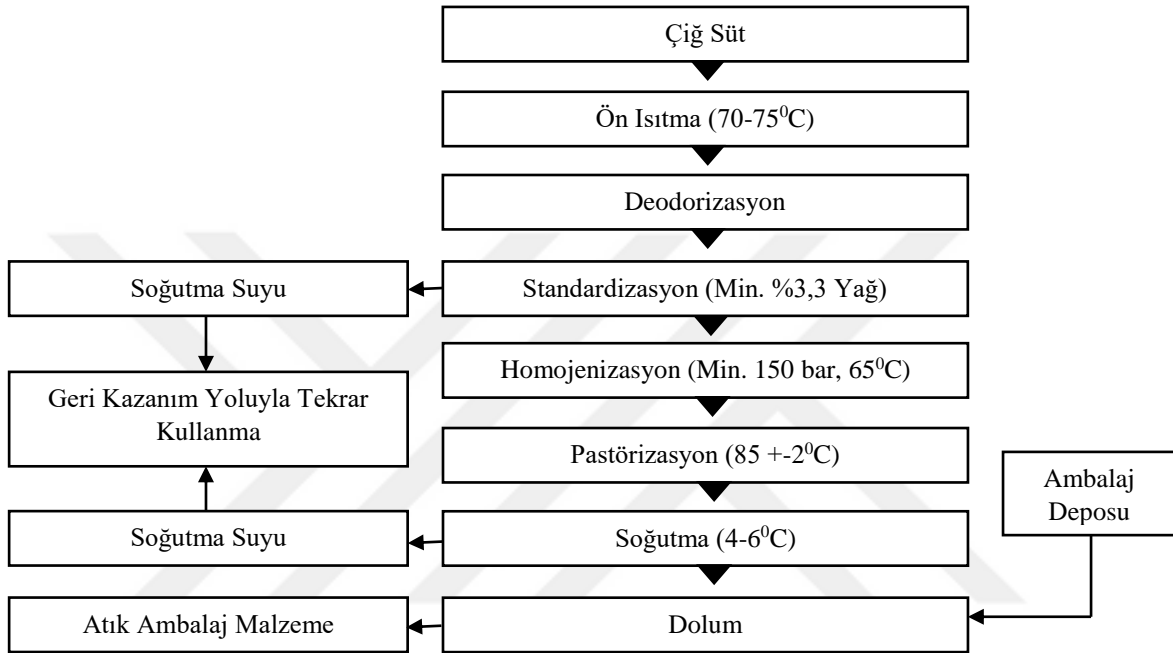 Çiğ Süt
Ön Isıtma (70-75⁰C)
Deodorizasyon
Soğutma Suyu
Standardizasyon (Min. %3,3 Yağ)
Homojenizasyon (Min. 150 bar, 65⁰C)
Geri Kazanım Yoluyla Tekrar
Kullanma
Pastörizasyon (85 +-2⁰C)
Ambalaj
Deposu
Soğutma Suyu
Soğutma (4-6⁰C)
Atık Ambalaj Malzeme
Dolum